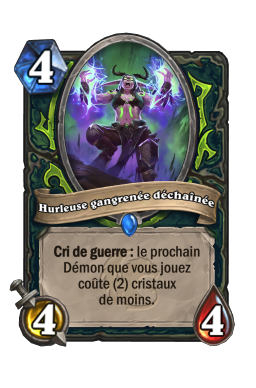 4
Hurleuse gangrenée déchaînée
Cri de guerre : le prochain
Démon que vous jouez
coûte (2) cristaux
de moins.
4
4